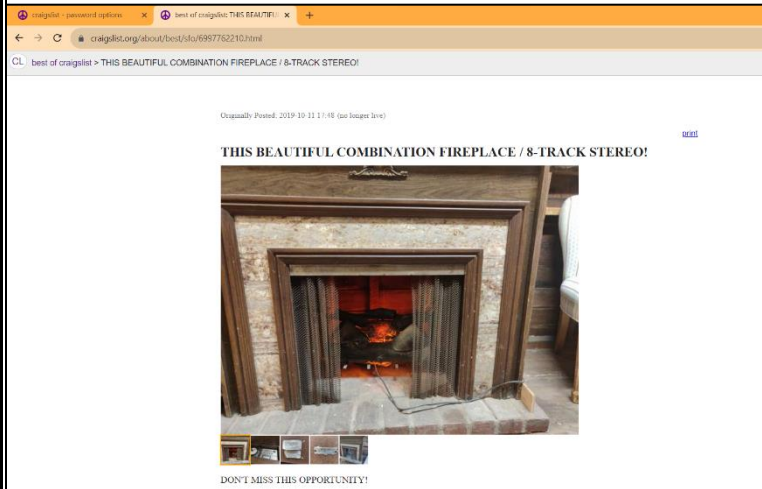 craigslist - password options
best of craigslist: THIS BEAUTIFU
craigslist.org/about/best/sfo/6997762210.html
CL best of craigslist > THIS BEAUTIFUL COMBINATION FIREPLACE / 8-TRACK STEREO!
Originally Posted: 2019-10-11 17:48 (no longer live)
print
THIS BEAUTIFUL COMBINATION FIREPLACE / 8-TRACK STEREO!
DON'T MISS THIS OPPORTUNITY!